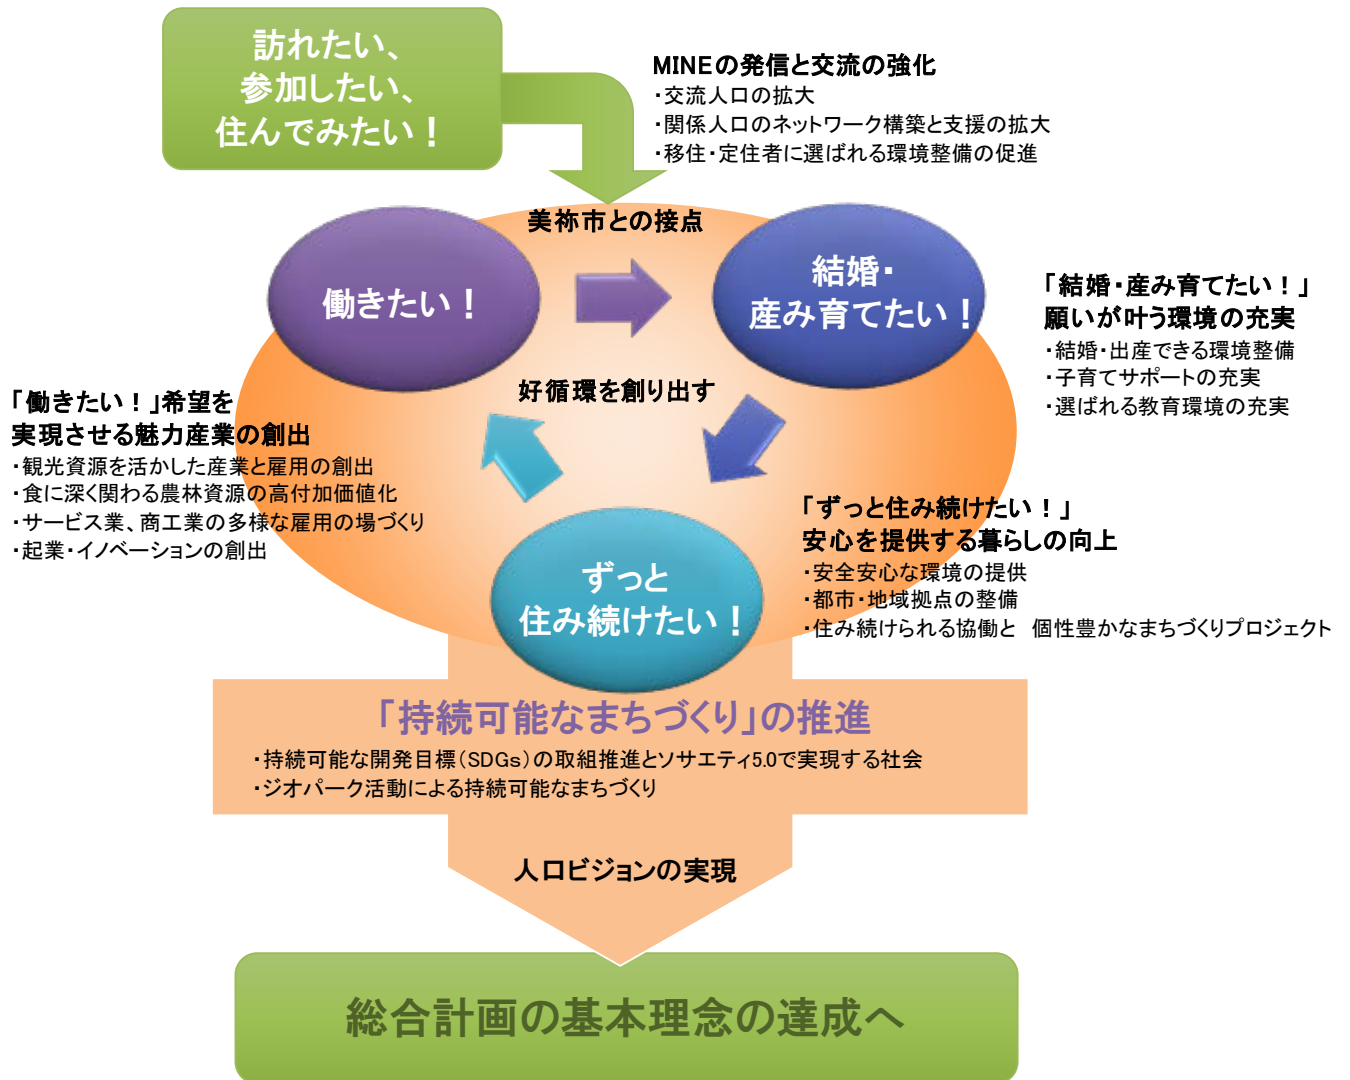 訪れたい、
参加したい、
住んでみたい！
MINEの発信と交流の強化
・交流人口の拡大
・関係人口のネットワーク構築と支援の拡大
・移住・定住者に選ばれる環境整備の促進
美祢市との接点
働きたい！
結婚・
産み育てたい！
「結婚・産み育てたい！」
願いが叶う環境の充実
・結婚・出産できる環境整備
・子育てサポートの充実
・選ばれる教育環境の充実
好循環を創り出す
「働きたい！」希望を
実現させる魅力産業の創出
・観光資源を活かした産業と雇用の創出
・食に深く関わる農林資源の高付加価値化
・サービス業、商工業の多様な雇用の場づくり
・起業・イノベーションの創出
「ずっと住み続けたい！」
安心を提供する暮らしの向上
・安全安心な環境の提供
・都市・地域拠点の整備
・住み続けられる協働と　個性豊かなまちづくりプロジェクト
ずっと
住み続けたい！
「持続可能なまちづくり」の推進
・持続可能な開発目標（SDGs）の取組推進とソサエティ5.0で実現する社会
・ジオパーク活動による持続可能なまちづくり
人口ビジョンの実現
総合計画の基本理念の達成へ